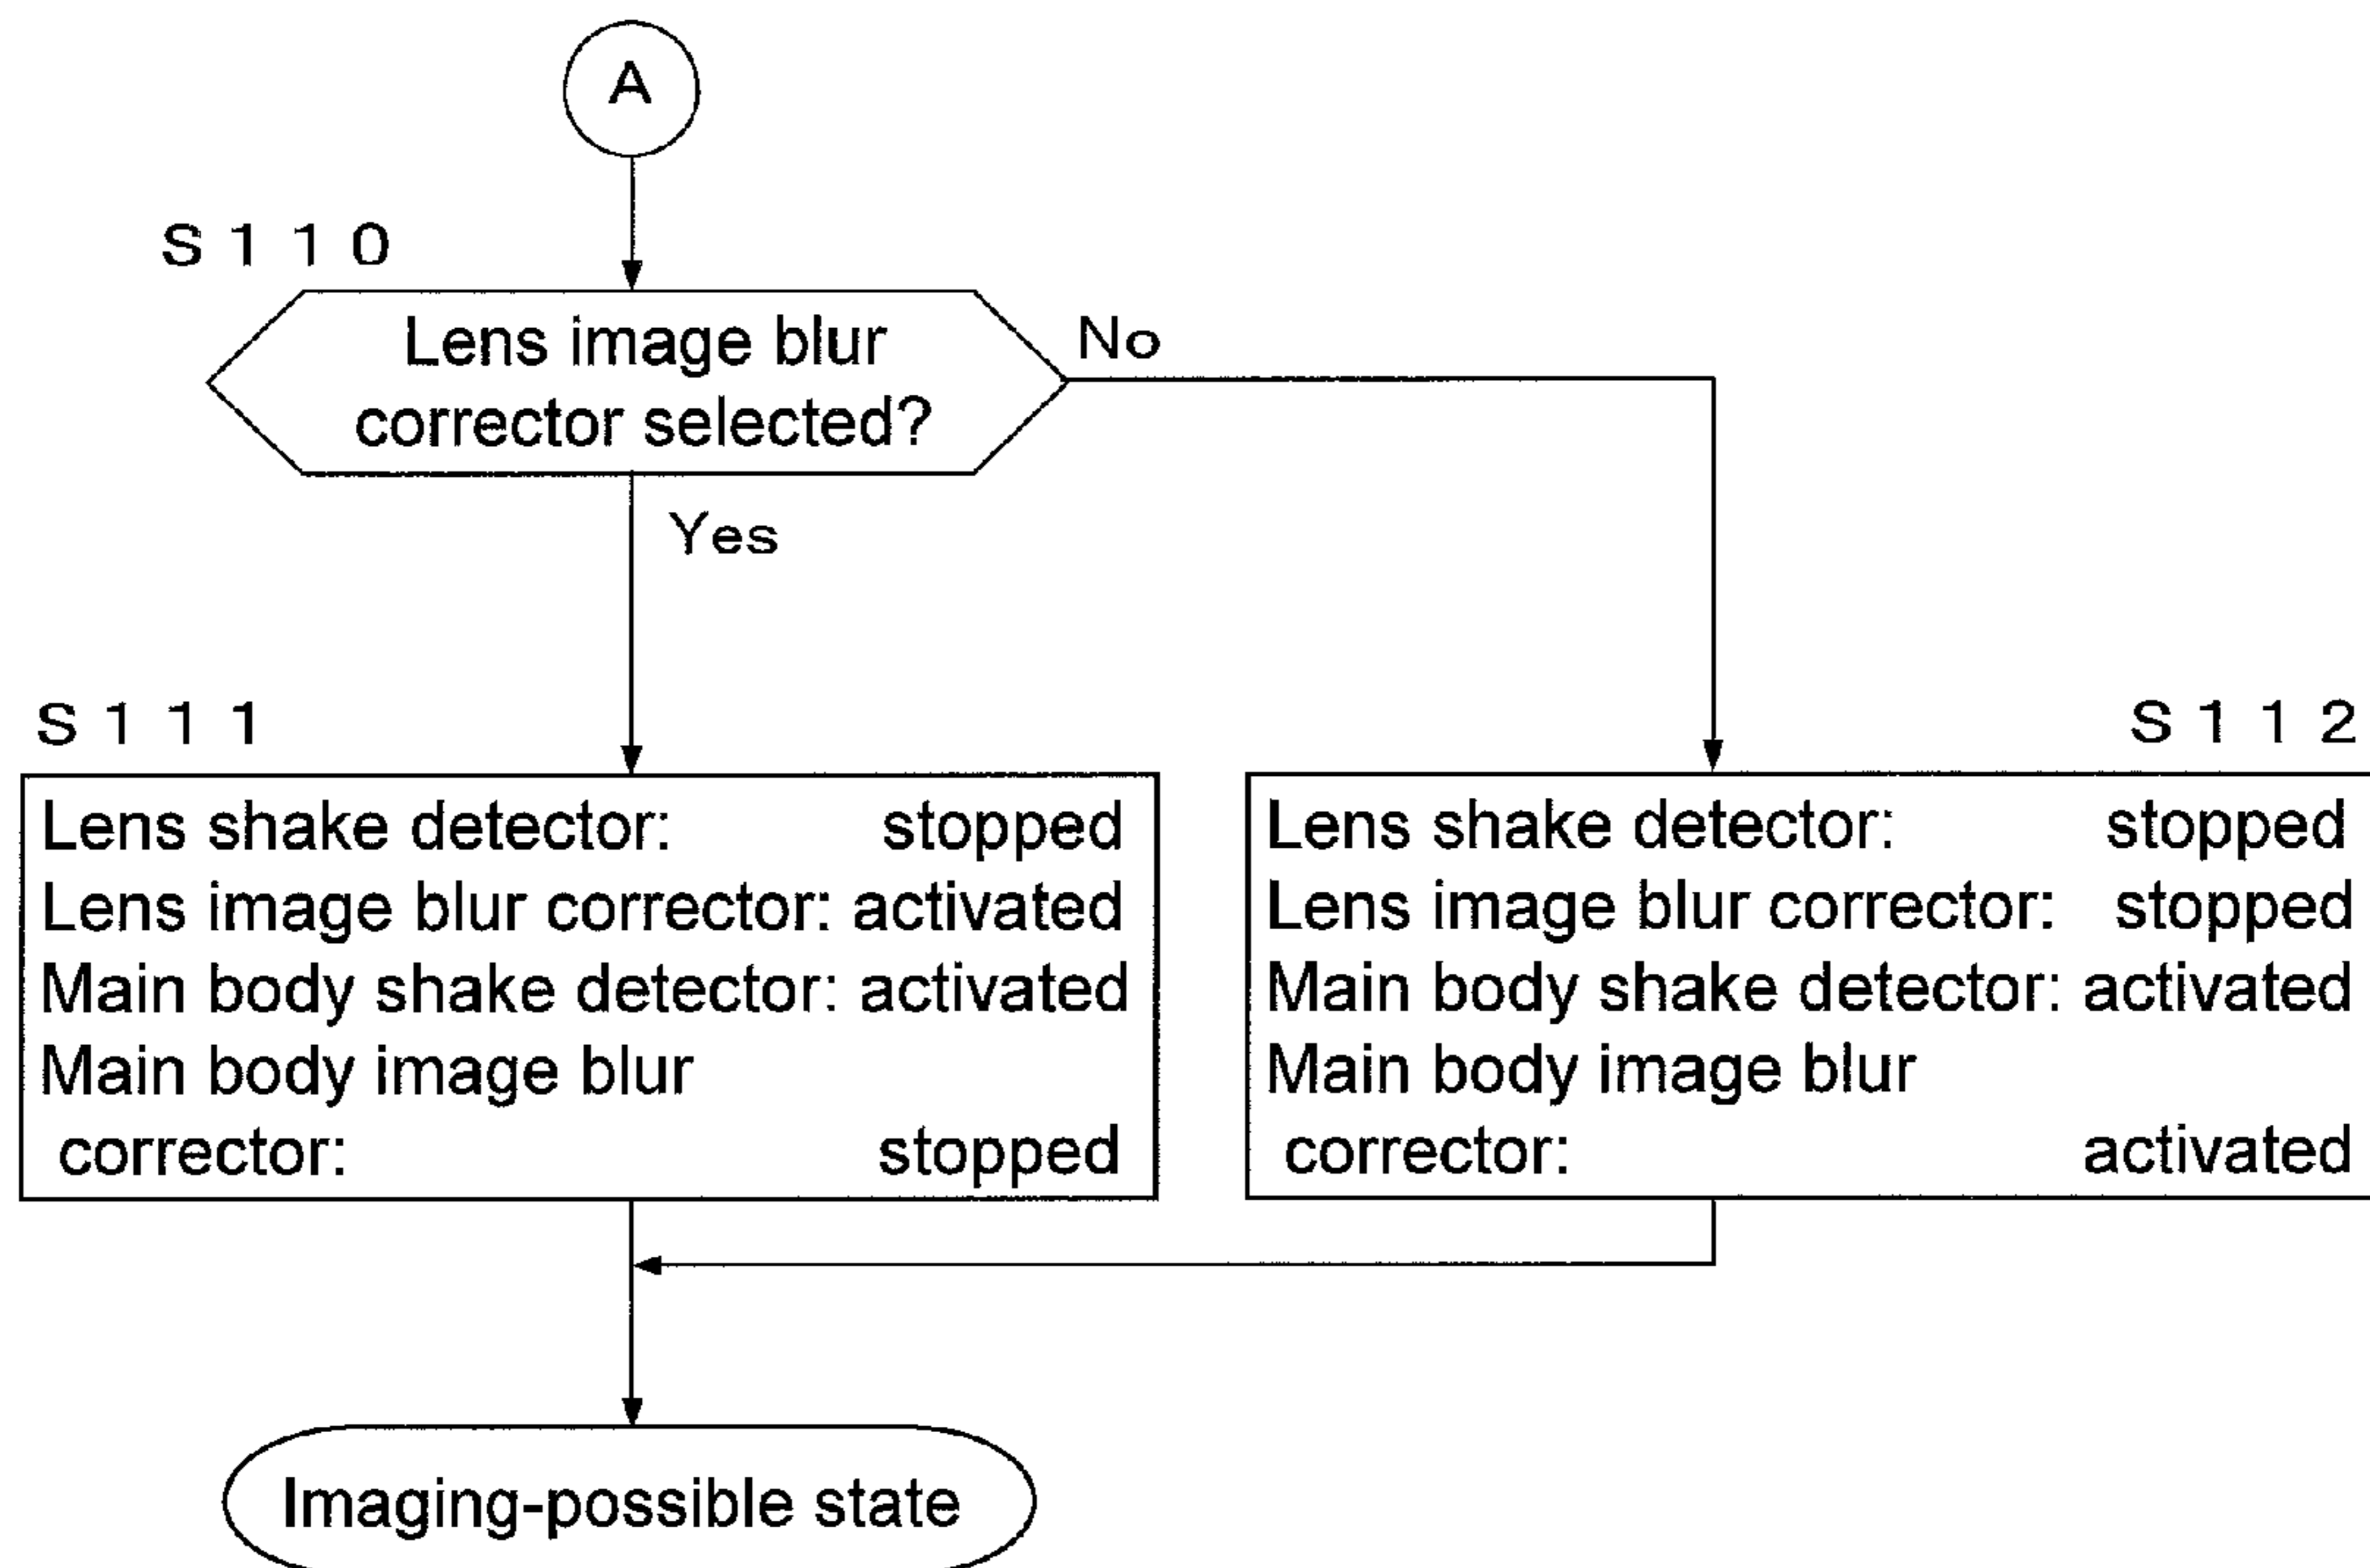 A
S110
Lens image blur
corrector selected?
No
Yes
S111
Lens shake detector: stopped
Lens image blur corrector: activated
Main body shake detector: activated
Main body image blur
corrector: stopped
S112
Lens shake detector: stopped
Lens image blur corrector: stopped
Main body shake detector: activated
Main body image blur
corrector: activated
Imaging-possible state